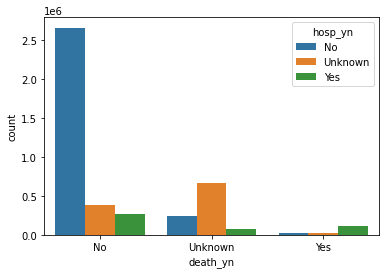 1e6
hosp_yn
No
Unknown
Yes
2.5
2.0
1.5
1.0
0.5
0.0
count
No Unknown Yes
death_yn